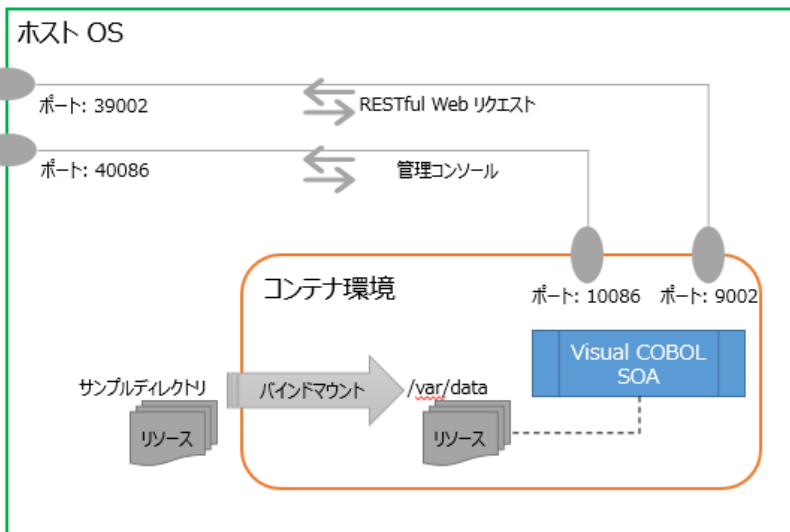 ホスト OS
ポート: 39002
RESTful Web リクエスト
ポート: 40086
管理コンソール
コンテナ環境
ポート: 10086
ポート: 9002
Visual COBOL
SOA
サンプルディレクトリ
バインドマウント
/var/data
リソース
リソース